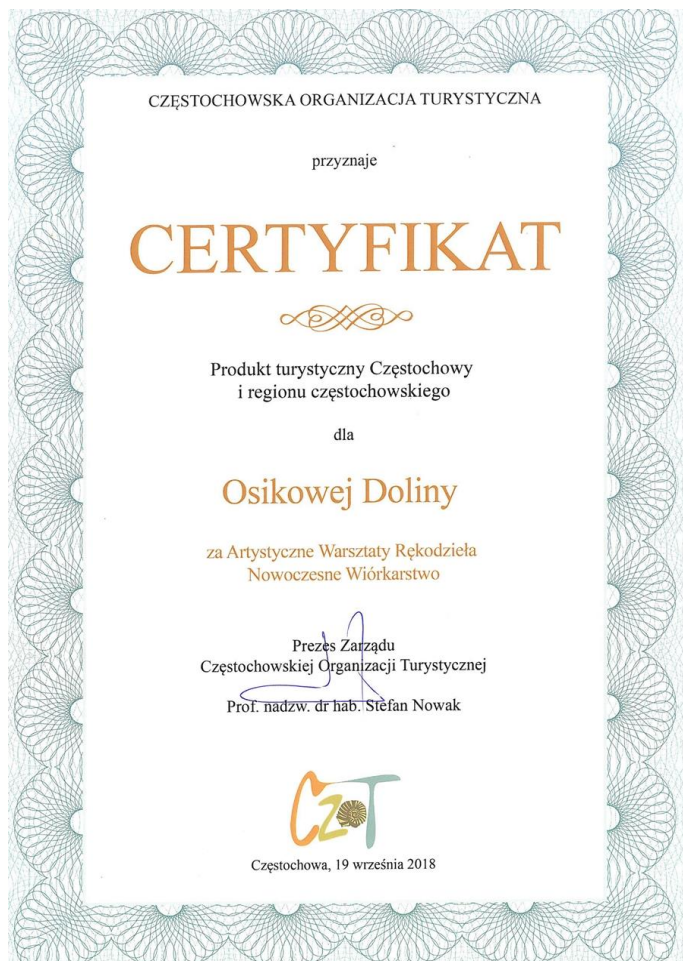 CZĘSTOCHOWSKA ORGANIZACJA TURYSTYCZNA
przyznaje
CERTYFIKAT
Produkt turystyczny Częstochowy
i regionu częstochowskiego
dla
Osikowej Doliny
za Artystyczne Warsztaty Rękodzieła
Nowoczesne Wiórkarstwo
Prezes Zarządu
Częstochowskiej Organizacji Turystycznej
Prof. nadzw. dr hab. Stefan Nowak
CZOT
Częstochowa, 19 września 2018